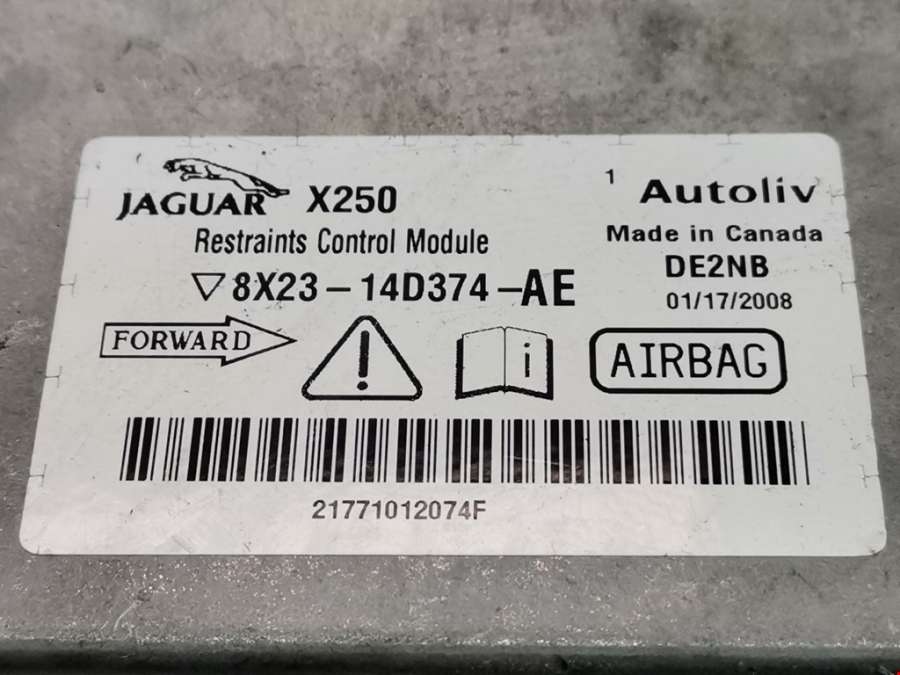 JAGUAR X250
Restraints Control Module
8X23-14D374-AE
1 Autoliv
Made in Canada
DE2NB
01/17/2008
FORWARD
i
AIRBAG
21771012074F